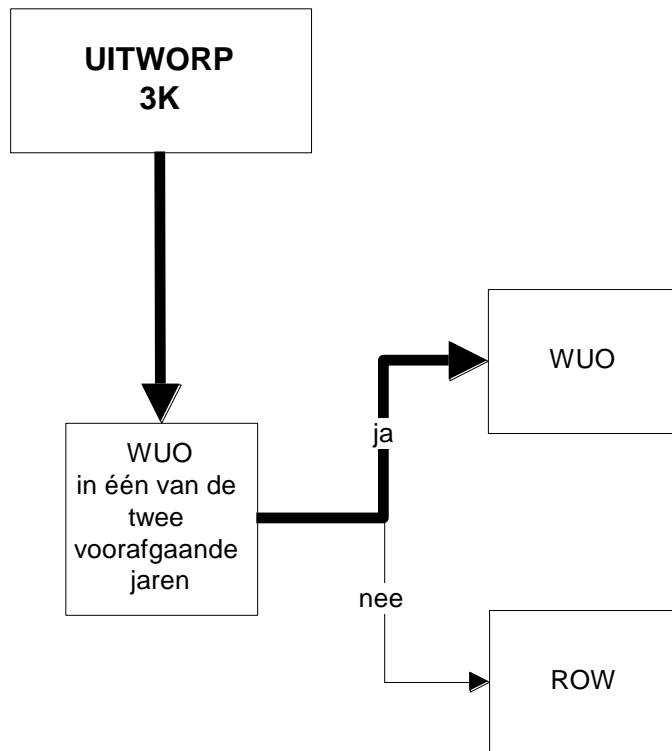 UITWORP
3K
WUO
in één van de
twee
voorafgaande
jaren
ja
WUO
nee
ROW